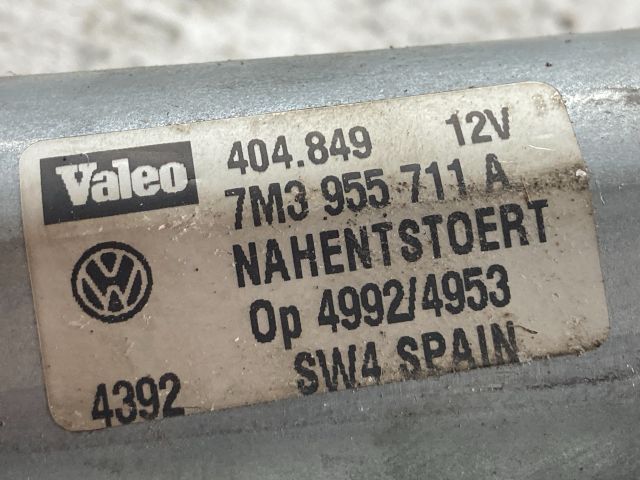 Valeo 404.849 12V
7M3 955 711 A
NAHENTSTOERT
Op 4992/4953
4392 SW4 SPAIN